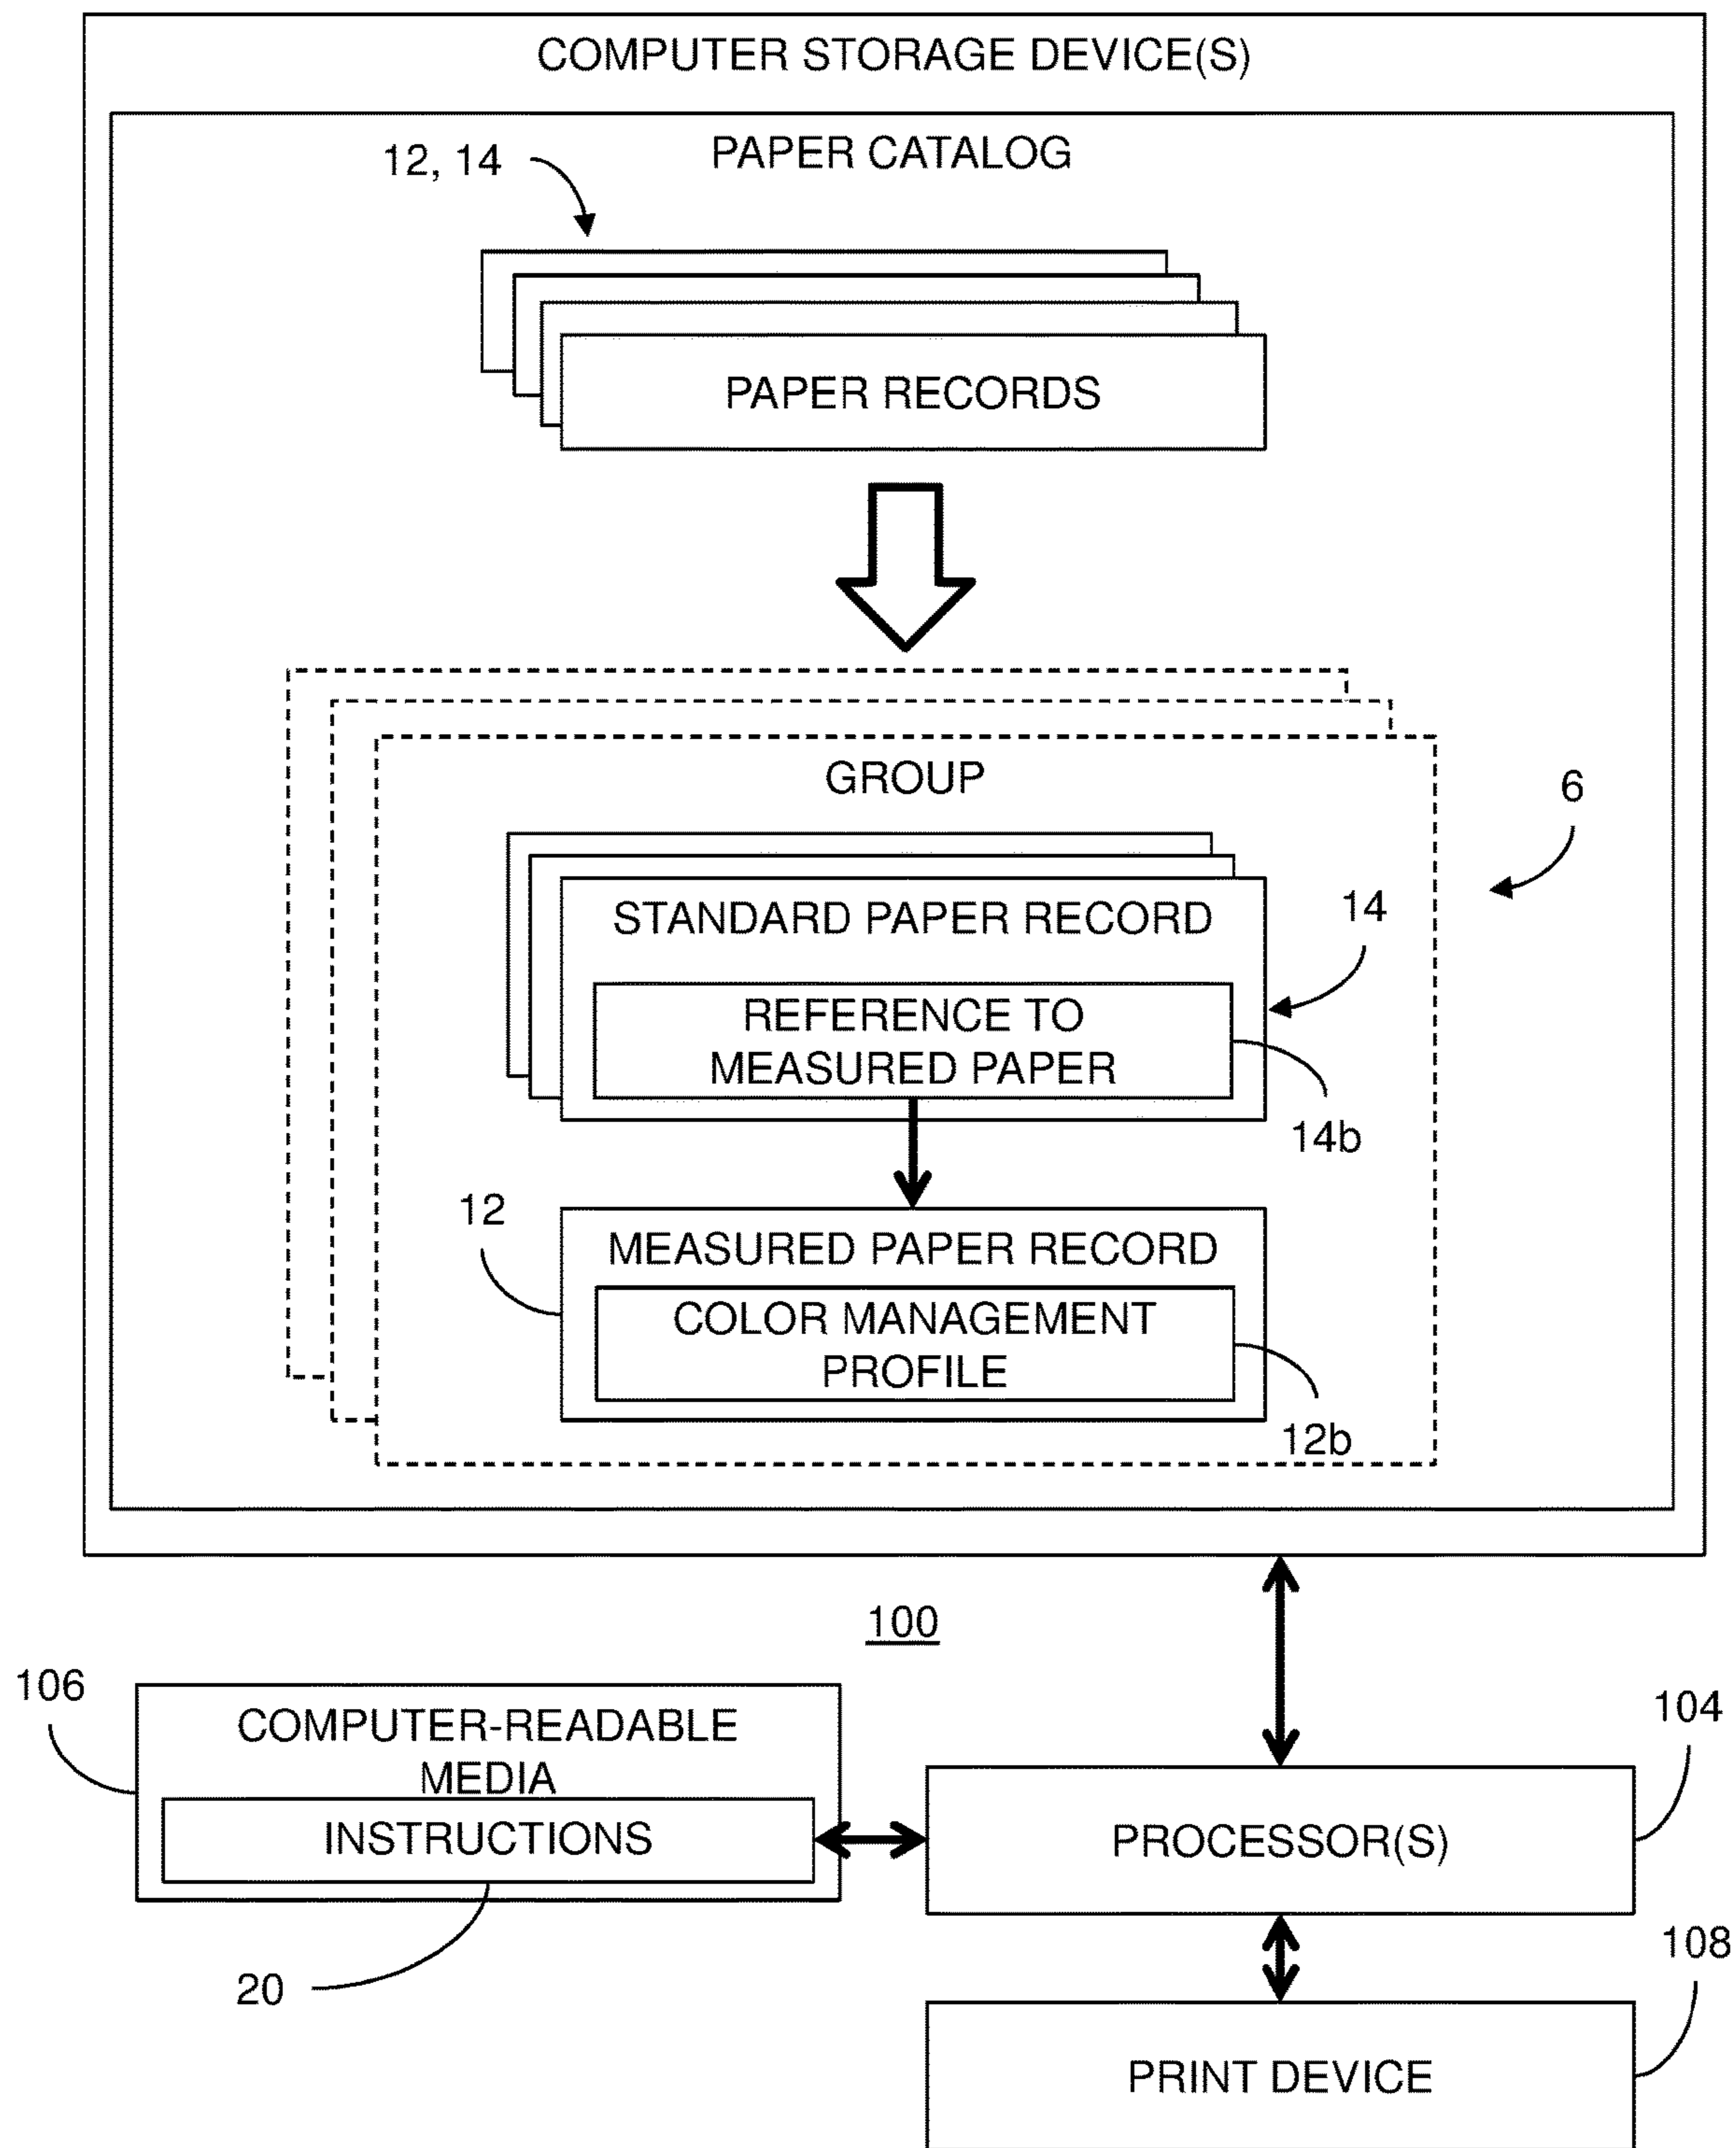 COMPUTER STORAGE DEVICE(S)
PAPER CATALOG
12, 14
PAPER RECORDS
GROUP
6
STANDARD PAPER RECORD
14
REFERENCE TO
MEASURED PAPER
14b
12
MEASURED PAPER RECORD
COLOR MANAGEMENT
PROFILE
12b
100
106
COMPUTER-READABLE
MEDIA
INSTRUCTIONS
20
104
PROCESSOR(S)
108
PRINT DEVICE